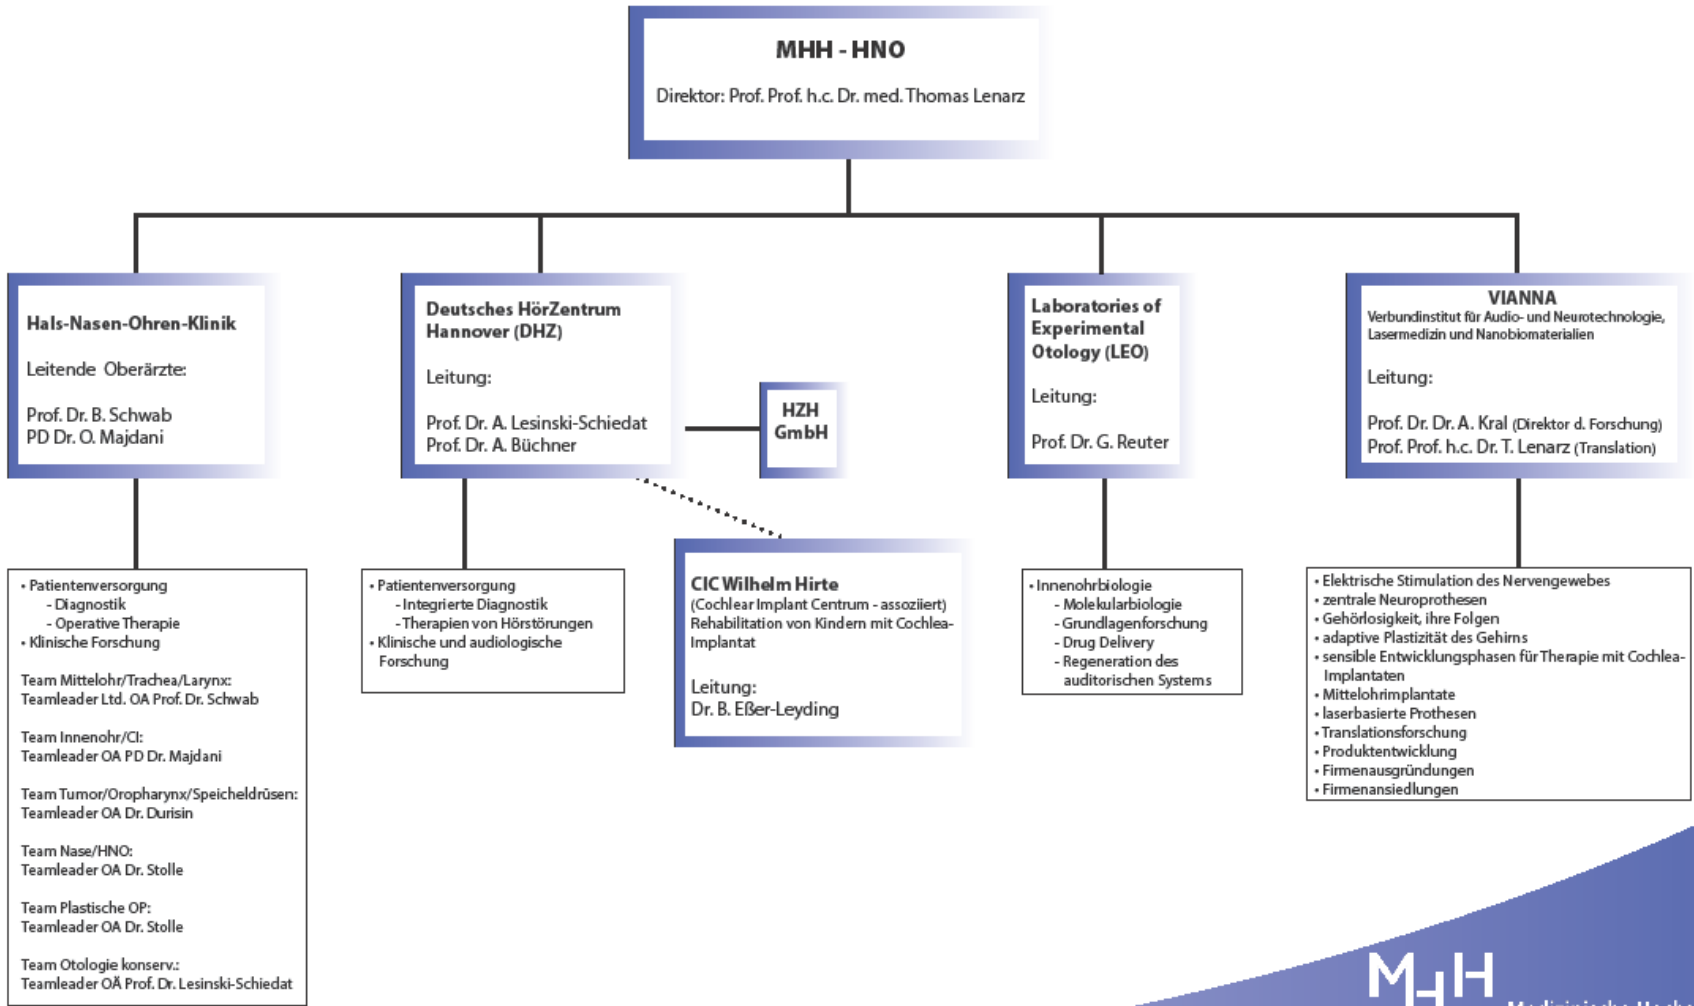 MHH - HNO
Direktor: Prof. Prof. h.c. Dr. med. Thomas Lenarz
Hals-Nasen-Ohren-Klinik
Leitende Oberärzte:
Prof. Dr. B. Schwab
PD Dr. O. Majdani
Deutsches HörZentrum
Hannover (DHZ)
Leitung:
Prof. Dr. A. Lesinski-Schiedat
Prof. Dr. A. Büchner
HZH
GmbH
Laboratories of
Experimental
Otology (LEO)
Leitung:
Prof. Dr. G. Reuter
VIANNA
Verbundinstitut für Audio- und Neurotechnologie,
Lasermedizin und Nanobiomaterialien
Leitung:
Prof. Dr. Dr. A. Kral (Direktor d. Forschung)
Prof. Prof. h.c. Dr. T. Lenarz (Translation)
• Patientenversorgung
- Diagnostik
- Operative Therapie
• Klinische Forschung
Team Mittelohr/Trachea/Larynx:
Teamleader Ltd. OA Prof. Dr. Schwab
Team Innenohr/CI:
Teamleader OA PD Dr. Majdani
Team Tumor/Oropharynx/Speicheldrüsen:
Teamleader OA Dr. Durisin
Team Nase/HNO:
Teamleader OA Dr. Stolle
Team Plastische OP:
Teamleader OA Dr. Stolle
Team Otologie konserv.:
Teamleader OÄ Prof. Dr. Lesinski-Schiedat
• Patientenversorgung
- Integrierte Diagnostik
- Therapien von Hörstörungen
• Klinische und audiologische
Forschung
CIC Wilhelm Hirte
(Cochlear Implant Centrum - assoziiert)
Rehabilitation von Kindern mit Cochlea-
Implantat
Leitung:
Dr. B. Eßer-Leyding
• Innenohrbiologie
- Molekularbiologie
- Grundlagenforschung
- Drug Delivery
- Regeneration des
auditorischen Systems
• Elektrische Stimulation des Nervengewebes
• zentrale Neuroprothesen
• Gehörlosigkeit, ihre Folgen
• adaptive Plastizität des Gehirns
• sensible Entwicklungsphasen für Therapie mit Cochlea-
Implantaten
• Mittelohrimplantate
• laserbasierte Prothesen
• Translationsforschung
• Produktentwicklung
• Firmenausgründungen
• Firmenansiedlungen
MHH